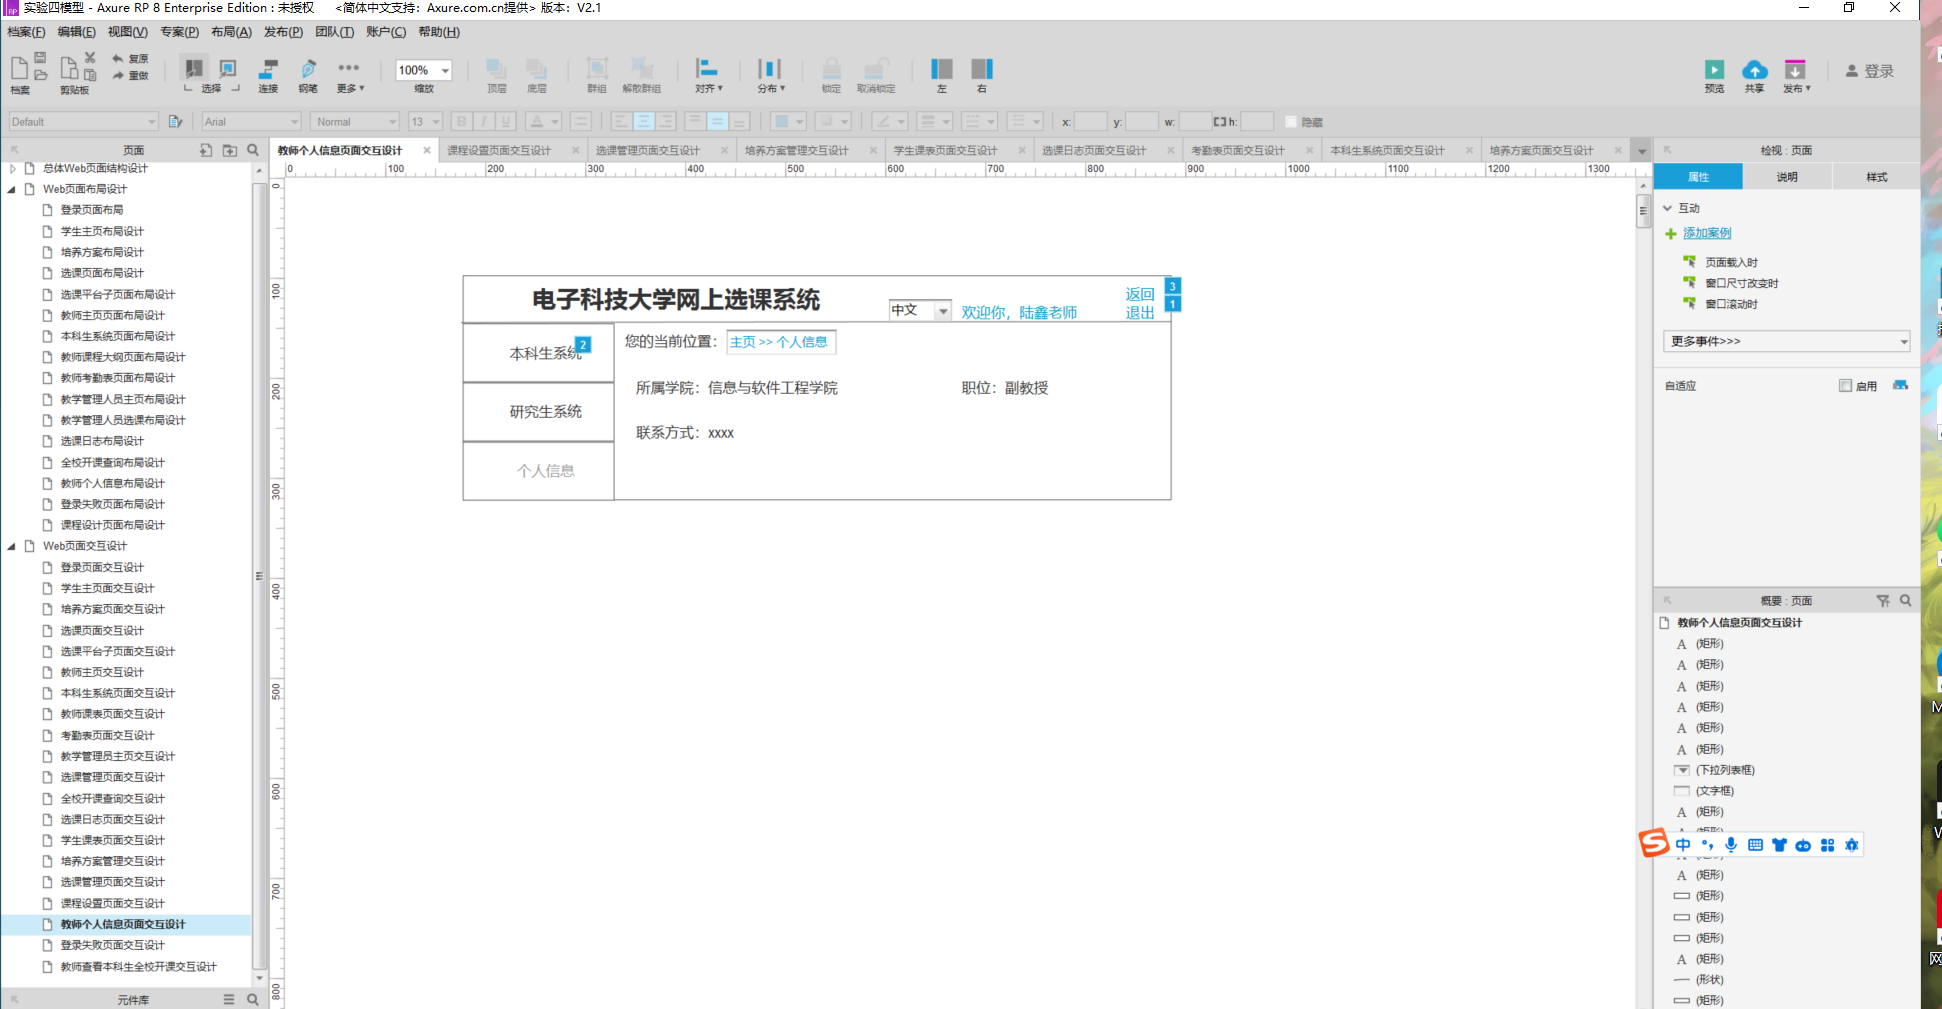 实验四模型 - Axure RP 8 Enterprise Edition : 未授权 <简体中文支持：Axure.com.cn提供> 版本：V2.1
档案(F) 编辑(E) 视图(V) 专案(P) 布局(A) 发布(P) 团队(T) 账户(C) 帮助(H)
复原
重做
档案 剪贴板 选择 连接 钢笔 更多 100% 缩放 顶层 底层 群组 解散群组 对齐 分布 锁定 取消锁定 左 右 预览 共享 发布 登录
Default Arial Normal 13 B I U A x: y: w: h: 隐藏
页面
教师个人信息页面交互设计 课程设置页面交互设计 选课管理页面交互设计 培养方案管理交互设计 学生课表页面交互设计 选课日志页面交互设计 考勤表页面交互设计 本科生系统页面交互设计 培养方案页面交互设计
检视 : 页面
0 100 200 300 400 500 600 700 800 900 1000 1100 1200 1300
0 100 200 300 400 500 600 700 800
总体Web页面结构设计
Web页面布局设计
登录页面布局
学生主页布局设计
培养方案布局设计
选课页面布局设计
选课平台子页面布局设计
教师主页页面布局设计
本科生系统页面布局设计
教师课程大纲页面布局设计
教师考勤表页面布局设计
教学管理人员主页布局设计
教学管理人员选课布局设计
选课日志布局设计
全校开课查询布局设计
教师个人信息布局设计
登录失败页面布局设计
课程设计页面布局设计
Web页面交互设计
登录页面交互设计
学生主页面交互设计
培养方案页面交互设计
选课页面交互设计
选课平台子页面交互设计
教师主页交互设计
本科生系统页面交互设计
教师课表页面交互设计
考勤表页面交互设计
教学管理员主页交互设计
选课管理页面交互设计
全校开课查询交互设计
选课日志页面交互设计
学生课表页面交互设计
培养方案管理交互设计
选课管理页面交互设计
课程设置页面交互设计
教师个人信息页面交互设计
登录失败页面交互设计
教师查看本科生全校开课交互设计
元件库
电子科技大学网上选课系统
中文
欢迎你，陆鑫老师
返回
退出
3
1
本科生系统
2
研究生系统
个人信息
您的当前位置：
主页 >> 个人信息
所属学院：信息与软件工程学院
职位：副教授
联系方式：xxxx
属性 说明 样式
互动
添加案例
页面载入时
窗口尺寸改变时
窗口滚动时
更多事件>>>
自适应 启用
概要 : 页面
教师个人信息页面交互设计
A (矩形)
A (矩形)
A (矩形)
A (矩形)
A (矩形)
A (矩形)
(下拉列表框)
(文字框)
A (矩形)
中
A (矩形)
(矩形)
(矩形)
(矩形)
A (矩形)
(形状)
(矩形)